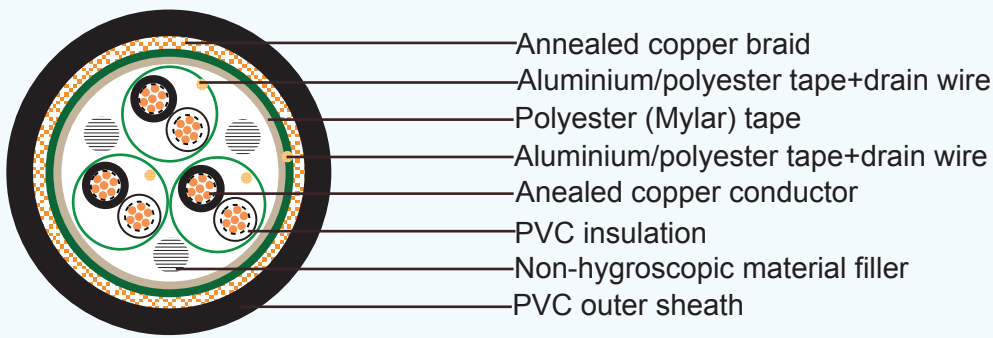 Annealed copper braid
Aluminium/polyester tape+drain wire
Polyester (Mylar) tape
Aluminium/polyester tape+drain wire
Anealed copper conductor
PVC insulation
Non-hygroscopic material filler
PVC outer sheath